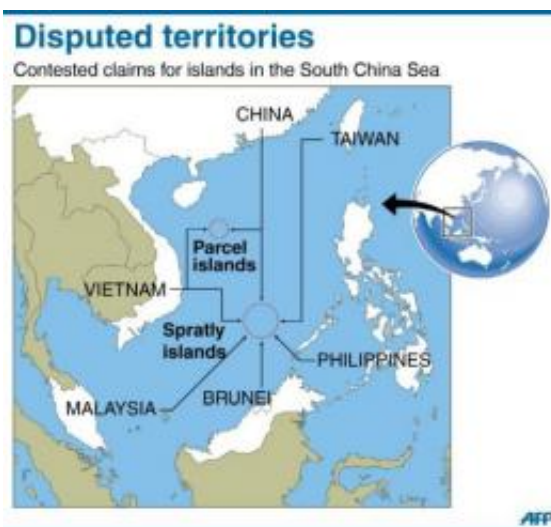 Disputed territories
Contested claims for islands in the South China Sea
CHINA
TAIWAN
Parcel
islands
VIETNAM
Spratly
islands
PHILIPPINES
MALAYSIA
BRUNEI
AFP